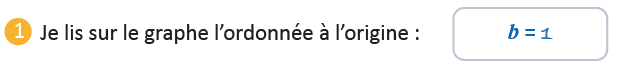 1 Je lis sur le graphe l’ordonnée à l’origine : b = 1